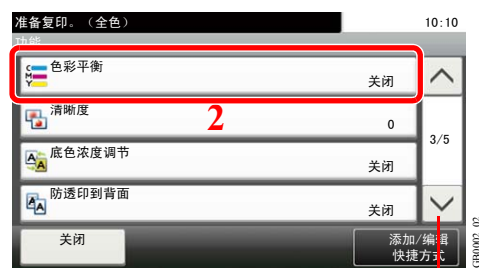 准备复印。（全色）
10:10
功能
C
M
Y
色彩平衡
关闭
2
清晰度
0
3/5
底色浓度调节
关闭
防透印到背面
关闭
关闭
添加/编辑
快捷方式
GB0002_02